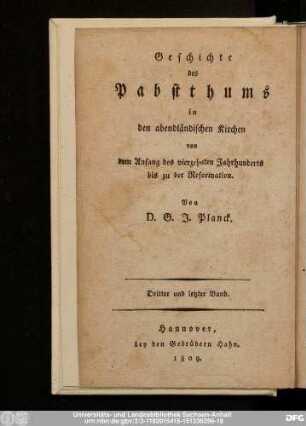 Geschichte
des
Pabstthums
in
den abendländischen Kirchen
von
dem Anfang des vierzehnten Jahrhunderts
bis zu der Reformation.
Von
D. G. J. Planck.
Dritter und letzter Band.
Hannover,
bey den Gebrüdern Hahn.
1809.
Universitäts- und Landesbibliothek Sachsen-Anhalt
urn:nbn:de:gbv:3:3-1192015415-151336296-18
DFG